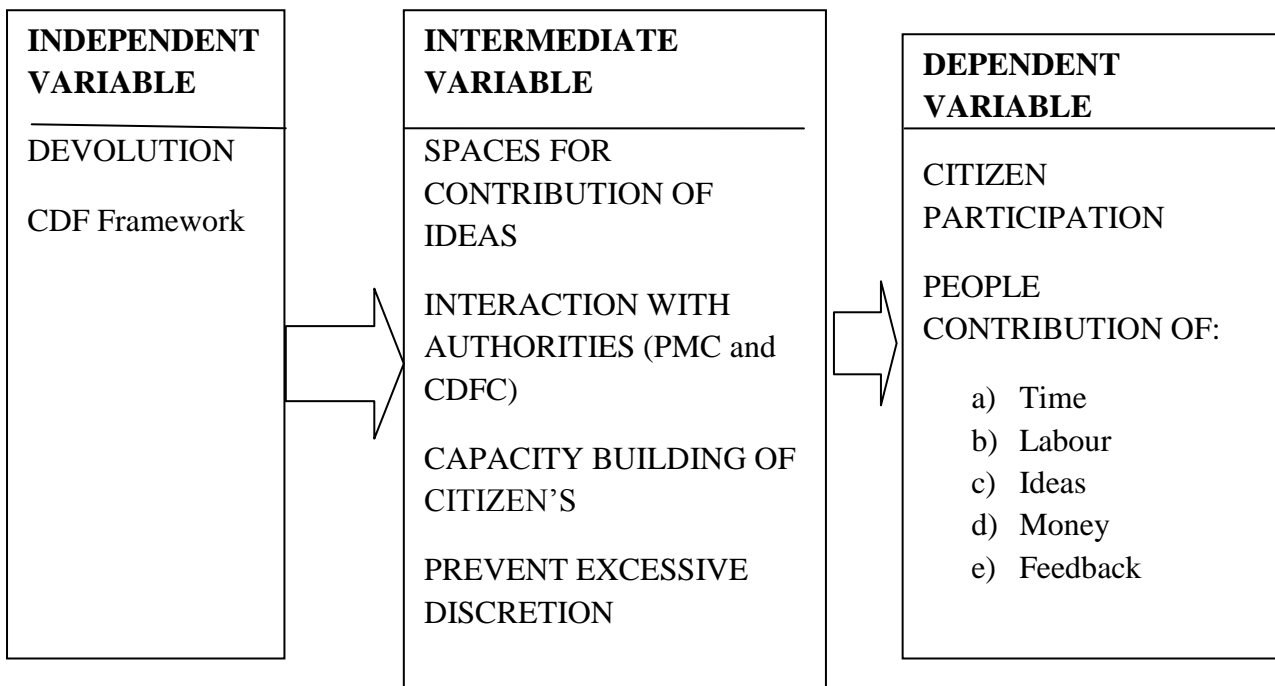 INDEPENDENT
VARIABLE
DEVOLUTION
CDF Framework
INTERMEDIATE
VARIABLE
SPACES FOR
CONTRIBUTION OF
IDEAS
INTERACTION WITH
AUTHORITIES (PMC and
CDFC)
CAPACITY BUILDING OF
CITIZEN’S
PREVENT EXCESSIVE
DISCRETION
DEPENDENT
VARIABLE
CITIZEN
PARTICIPATION
PEOPLE
CONTRIBUTION OF:
a) Time
b) Labour
c) Ideas
d) Money
e) Feedback